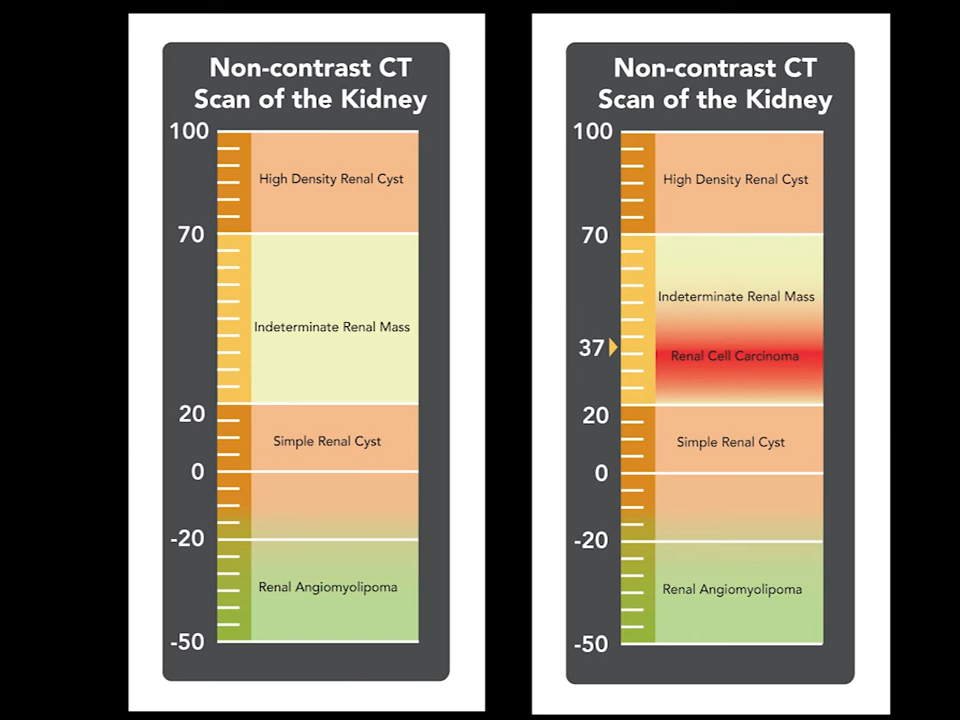 Non-contrast CT
Scan of the Kidney
100
High Density Renal Cyst
70
Indeterminate Renal Mass
20
Simple Renal Cyst
0
-20
Renal Angiomyolipoma
-50
Non-contrast CT
Scan of the Kidney
100
High Density Renal Cyst
70
Indeterminate Renal Mass
37
Renal Cell Carcinoma
20
Simple Renal Cyst
0
-20
Renal Angiomyolipoma
-50